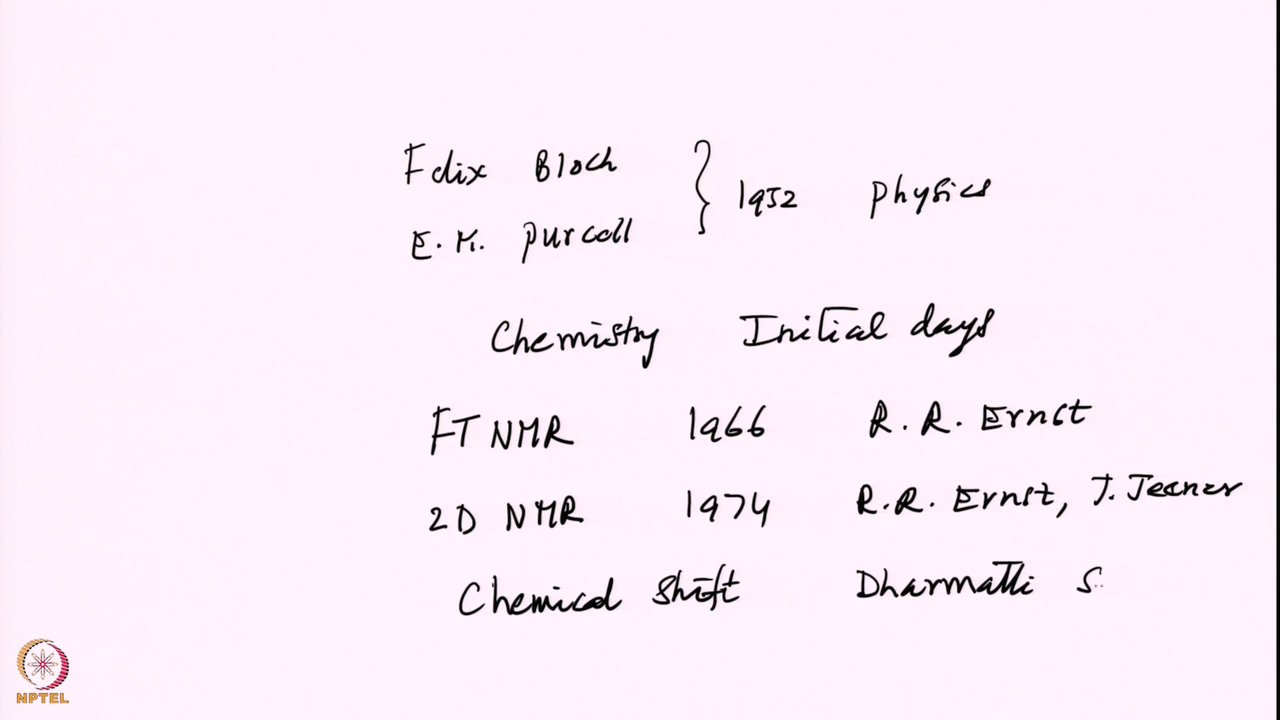 Felix Bloch
E. M. Purcell
} 1952 Physics
Chemistry Initial days
FT NMR 1966 R. R. Ernst
2D NMR 1974 R. R. Ernst, J. Jeener
Chemical Shift Dharmatti S
NPTEL